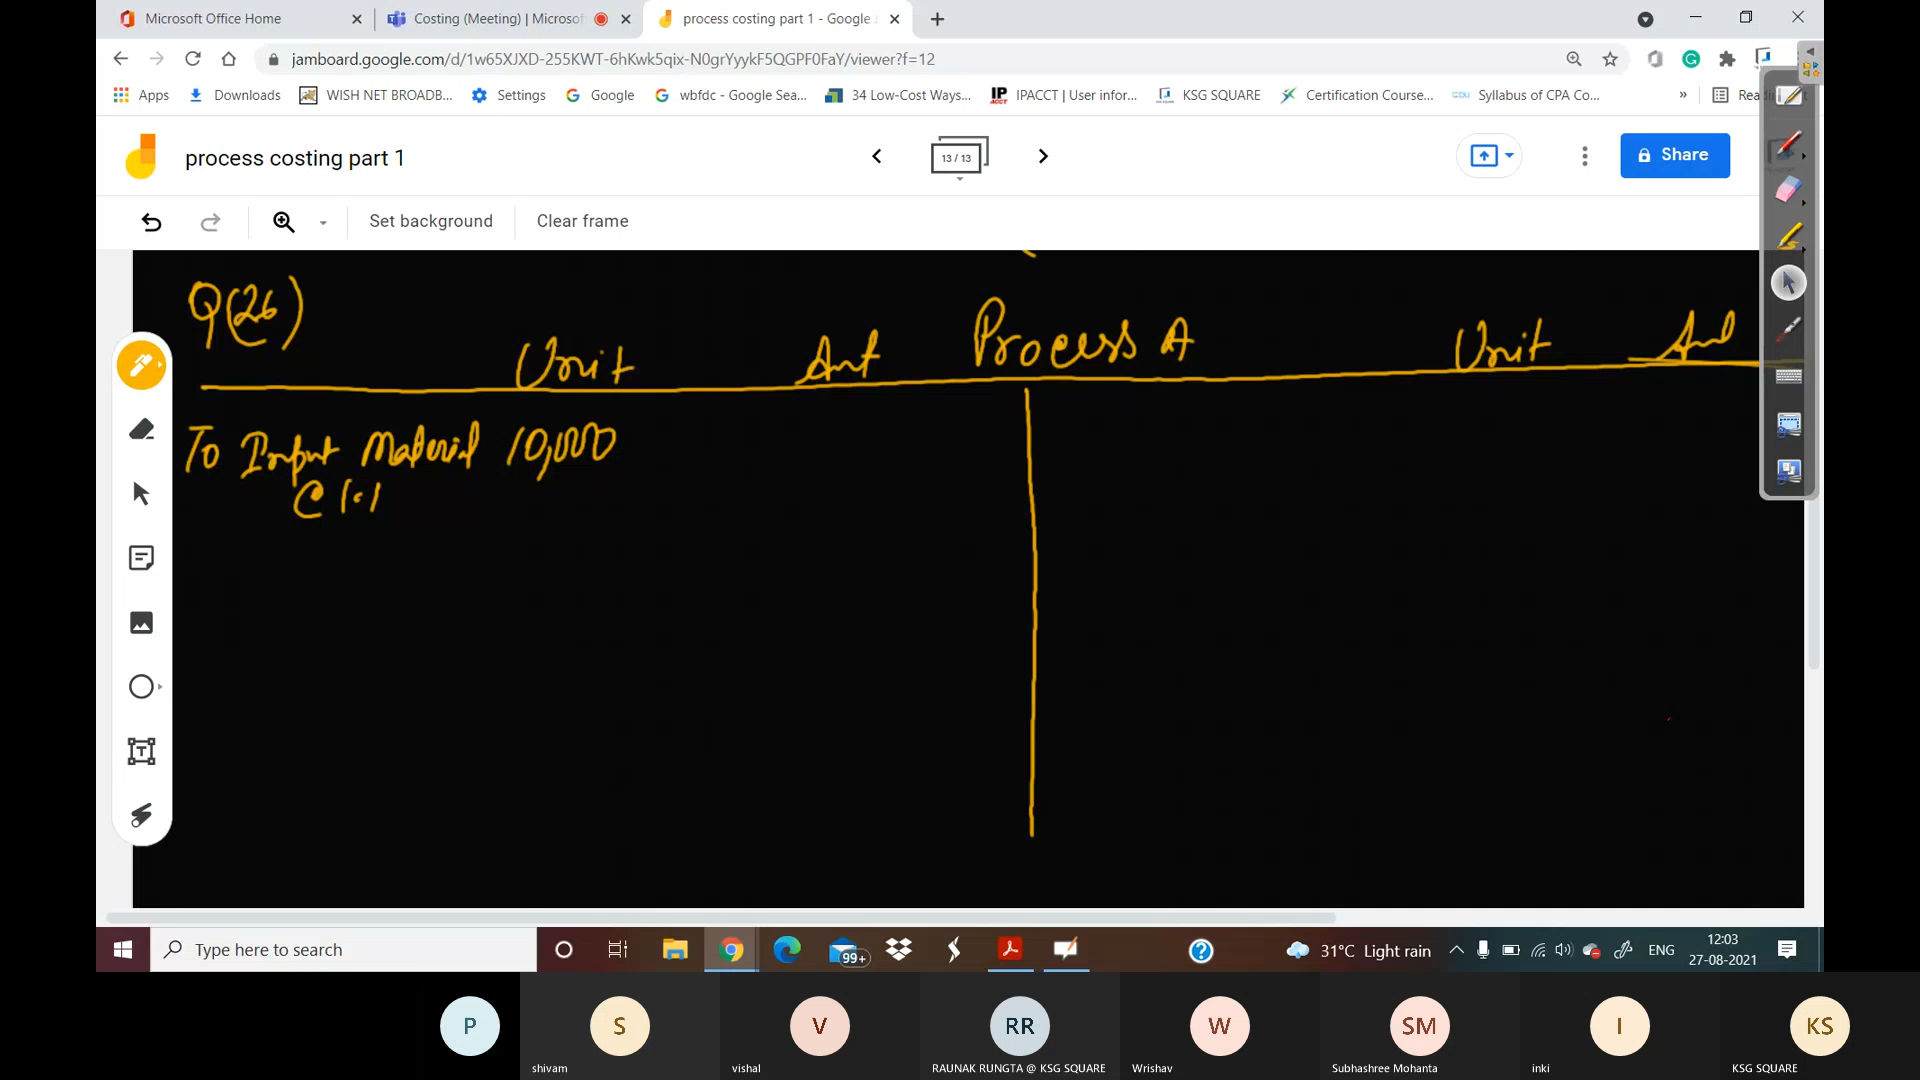 Microsoft Office Home
Costing (Meeting) | Microsof
process costing part 1 - Google
jamboard.google.com/d/1w65XJXD-255KWT-6hKwk5qix-N0grYyykF5QGPF0FaY/viewer?f=12
Apps
Downloads
WISH NET BROADB...
Settings
Google
wbfdc - Google Sea...
34 Low-Cost Ways...
IP ACCT
IPACCT | User infor...
KSG SQUARE
Certification Course...
Syllabus of CPA Co...
»
Read
process costing part 1
13 / 13
Share
Set background
Clear frame
Q(26)
Unit Amt Process A Unit Amt
To Input Material 10,000
@
Type here to search
99+
31°C Light rain
ENG
12:03
27-08-2021
P
S
V
RR
W
SM
I
KS
shivam
vishal
RAUNAK RUNGTA @ KSG SQUARE
Wrishav
Subhashree Mohanta
inki
KSG SQUARE